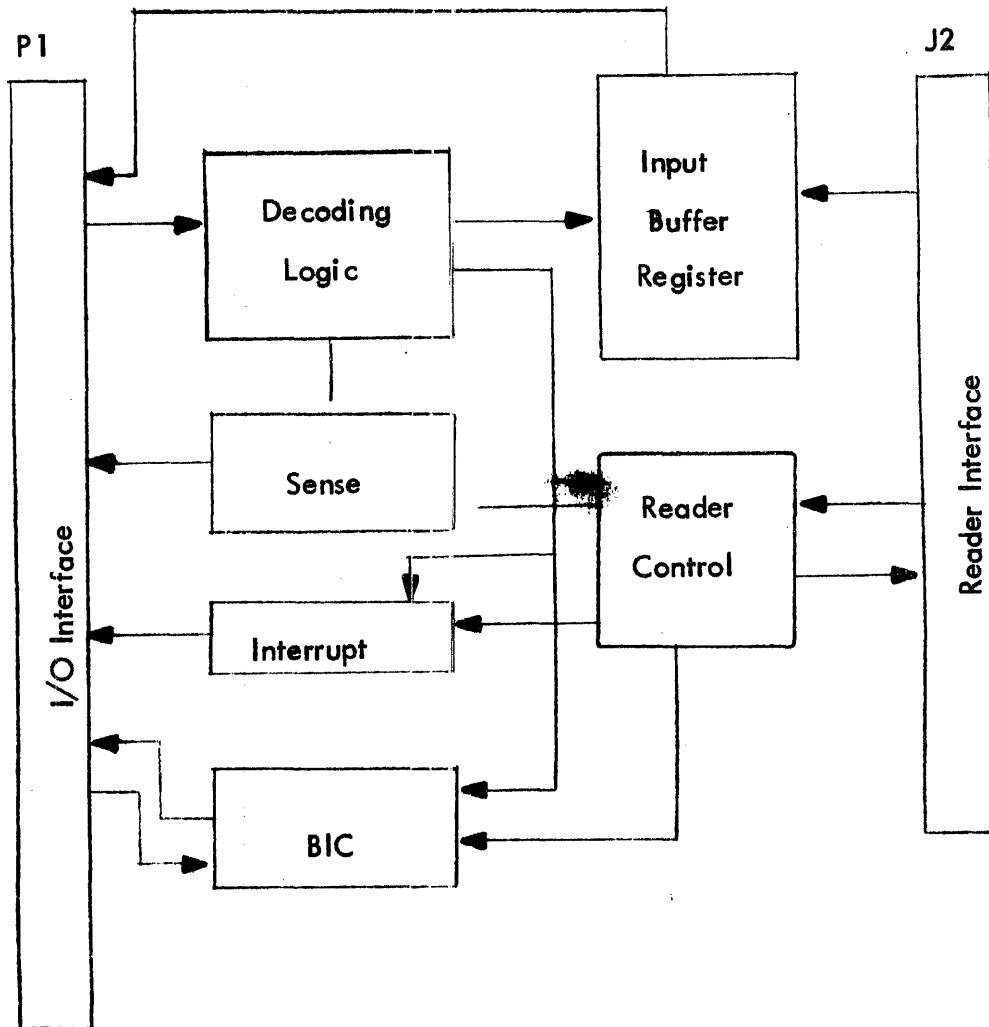 P1
J2
Input
Buffer
Register
Decoding
Logic
Sense
Reader
Control
Interrupt
BIC
I/O Interface
Reader Interface